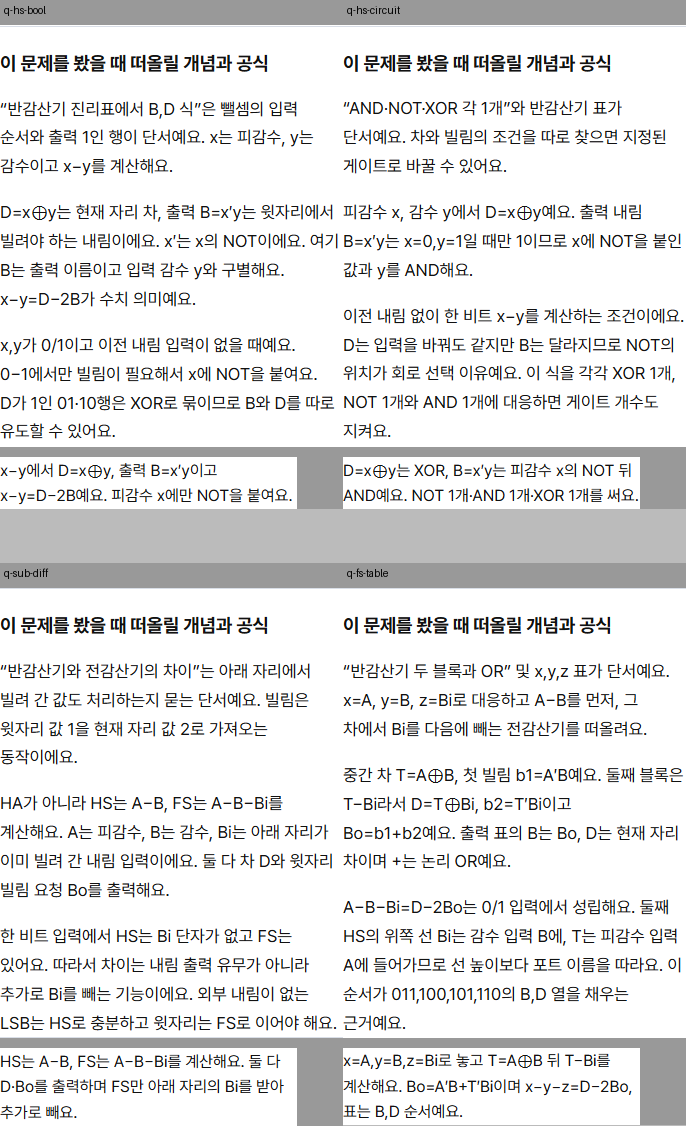 q-hs-bool
이 문제를 봤을 때 떠올릴 개념과 공식
“반감산기 진리표에서 B,D 식”은 뺄셈의 입력
순서와 출력 1인 행이 단서예요. x는 피감수, y는
감수이고 x−y를 계산해요.
D=x⊕y는 현재 자리 차, 출력 B=x′y는 윗자리에서
빌려야 하는 내림이에요. x′는 x의 NOT이에요. 여기
B는 출력 이름이고 입력 감수 y와 구별해요.
x−y=D−2B가 수치 의미예요.
x,y가 0/1이고 이전 내림 입력이 없을 때예요.
0−1에서만 빌림이 필요해서 x에 NOT을 붙여요.
D가 1인 01·10행은 XOR로 묶이므로 B와 D를 따로
유도할 수 있어요.
x−y에서 D=x⊕y, 출력 B=x′y이고
x−y=D−2B예요. 피감수 x에만 NOT을 붙여요.
q-hs-circuit
이 문제를 봤을 때 떠올릴 개념과 공식
“AND·NOT·XOR 각 1개”와 반감산기 표가
단서예요. 차와 빌림의 조건을 따로 찾으면 지정된
게이트로 바꿀 수 있어요.
피감수 x, 감수 y에서 D=x⊕y예요. 출력 내림
B=x′y는 x=0,y=1일 때만 1이므로 x에 NOT을 붙인
값과 y를 AND해요.
이전 내림 없이 한 비트 x−y를 계산하는 조건이에요.
D는 입력을 바꿔도 같지만 B는 달라지므로 NOT의
위치가 회로 선택 이유예요. 이 식을 각각 XOR 1개,
NOT 1개와 AND 1개에 대응하면 게이트 개수도
지켜요.
D=x⊕y는 XOR, B=x′y는 피감수 x의 NOT 뒤
AND예요. NOT 1개·AND 1개·XOR 1개를 써요.
q-sub-diff
이 문제를 봤을 때 떠올릴 개념과 공식
“반감산기와 전감산기의 차이”는 아래 자리에서
빌려 간 값도 처리하는지 묻는 단서예요. 빌림은
윗자리 값 1을 현재 자리 값 2로 가져오는
동작이에요.
HA가 아니라 HS는 A−B, FS는 A−B−Bi를
계산해요. A는 피감수, B는 감수, Bi는 아래 자리가
이미 빌려 간 내림 입력이에요. 둘 다 차 D와 윗자리
빌림 요청 Bo를 출력해요.
한 비트 입력에서 HS는 Bi 단자가 없고 FS는
있어요. 따라서 차이는 내림 출력 유무가 아니라
추가로 Bi를 빼는 기능이에요. 외부 내림이 없는
LSB는 HS로 충분하고 윗자리는 FS로 이어야 해요.
HS는 A−B, FS는 A−B−Bi를 계산해요. 둘 다
D·Bo를 출력하며 FS만 아래 자리의 Bi를 받아
추가로 빼요.
q-fs-table
이 문제를 봤을 때 떠올릴 개념과 공식
“반감산기 두 블록과 OR” 및 x,y,z 표가 단서예요.
x=A, y=B, z=Bi로 대응하고 A−B를 먼저, 그
차에서 Bi를 다음에 빼는 전감산기를 떠올려요.
중간 차 T=A⊕B, 첫 빌림 b1=A′B예요. 둘째 블록은
T−Bi라서 D=T⊕Bi, b2=T′Bi이고
Bo=b1+b2예요. 출력 표의 B는 Bo, D는 현재 자리
차이며 +는 논리 OR예요.
A−B−Bi=D−2Bo는 0/1 입력에서 성립해요. 둘째
HS의 위쪽 선 Bi는 감수 입력 B에, T는 피감수 입력
A에 들어가므로 선 높이보다 포트 이름을 따라요. 이
순서가 011,100,101,110의 B,D 열을 채우는
근거예요.
x=A,y=B,z=Bi로 놓고 T=A⊕B 뒤 T−Bi를
계산해요. Bo=A′B+T′Bi이며 x−y−z=D−2Bo,
표는 B,D 순서예요.